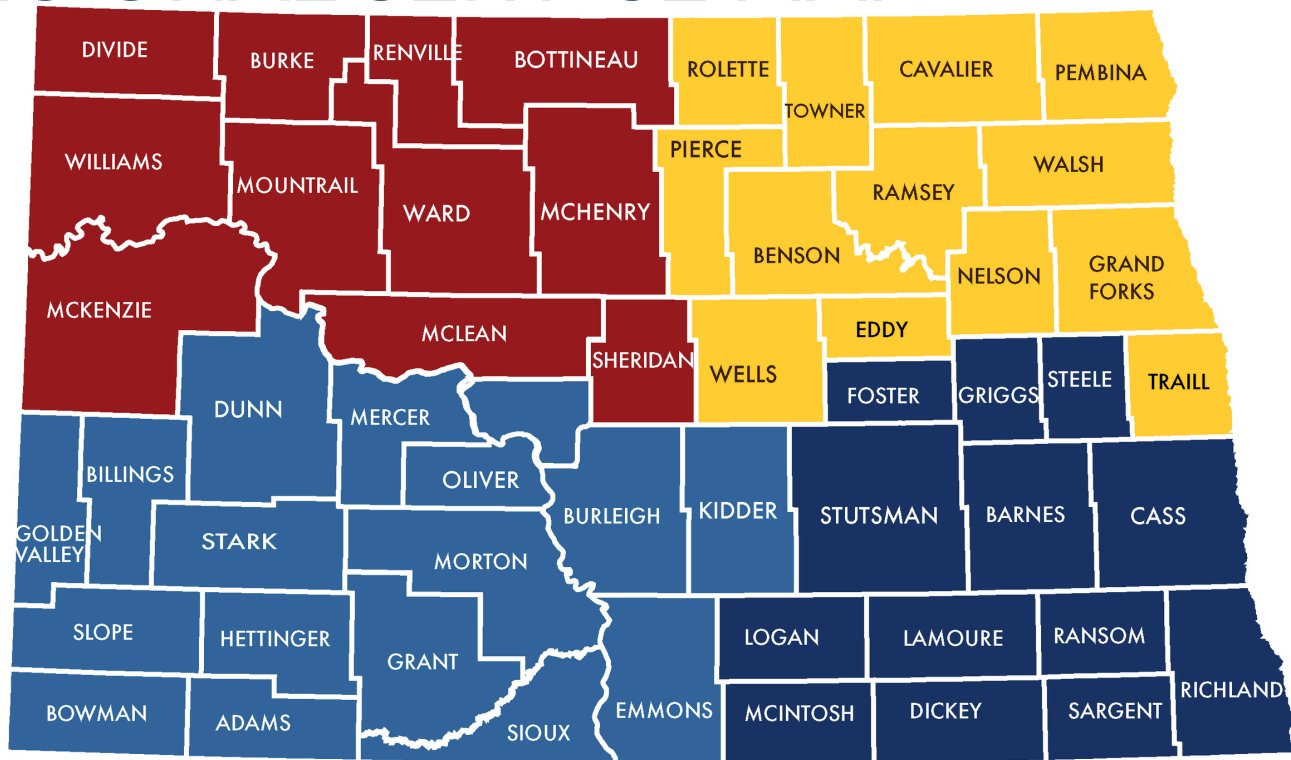 DIVIDE
BURKE
RENVILLE
BOTTINEAU
ROLETTE
TOWNER
CAVALIER
PEMBINA
WILLIAMS
MOUNTRAIL
WARD
MCHENRY
PIERCE
BENSON
RAMSEY
WALSH
NELSON
GRAND
FORKS
MCKENZIE
MCLEAN
SHERIDAN
WELLS
EDDY
FOSTER
GRIGGS
STEELE
TRAILL
DUNN
MERCER
OLIVER
BILLINGS
GOLDEN
VALLEY
STARK
MORTON
BURLEIGH
KIDDER
STUTSMAN
BARNES
CASS
SLOPE
HETTINGER
GRANT
BOWMAN
ADAMS
SIOUX
EMMONS
LOGAN
LAMOURE
RANSOM
RICHLAND
MCINTOSH
DICKEY
SARGENT